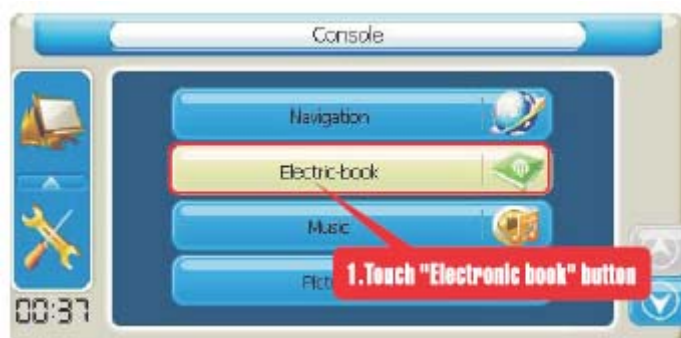 Console
Navigation
Electric-book
Music
1.Touch "Electronic book" button
00:37